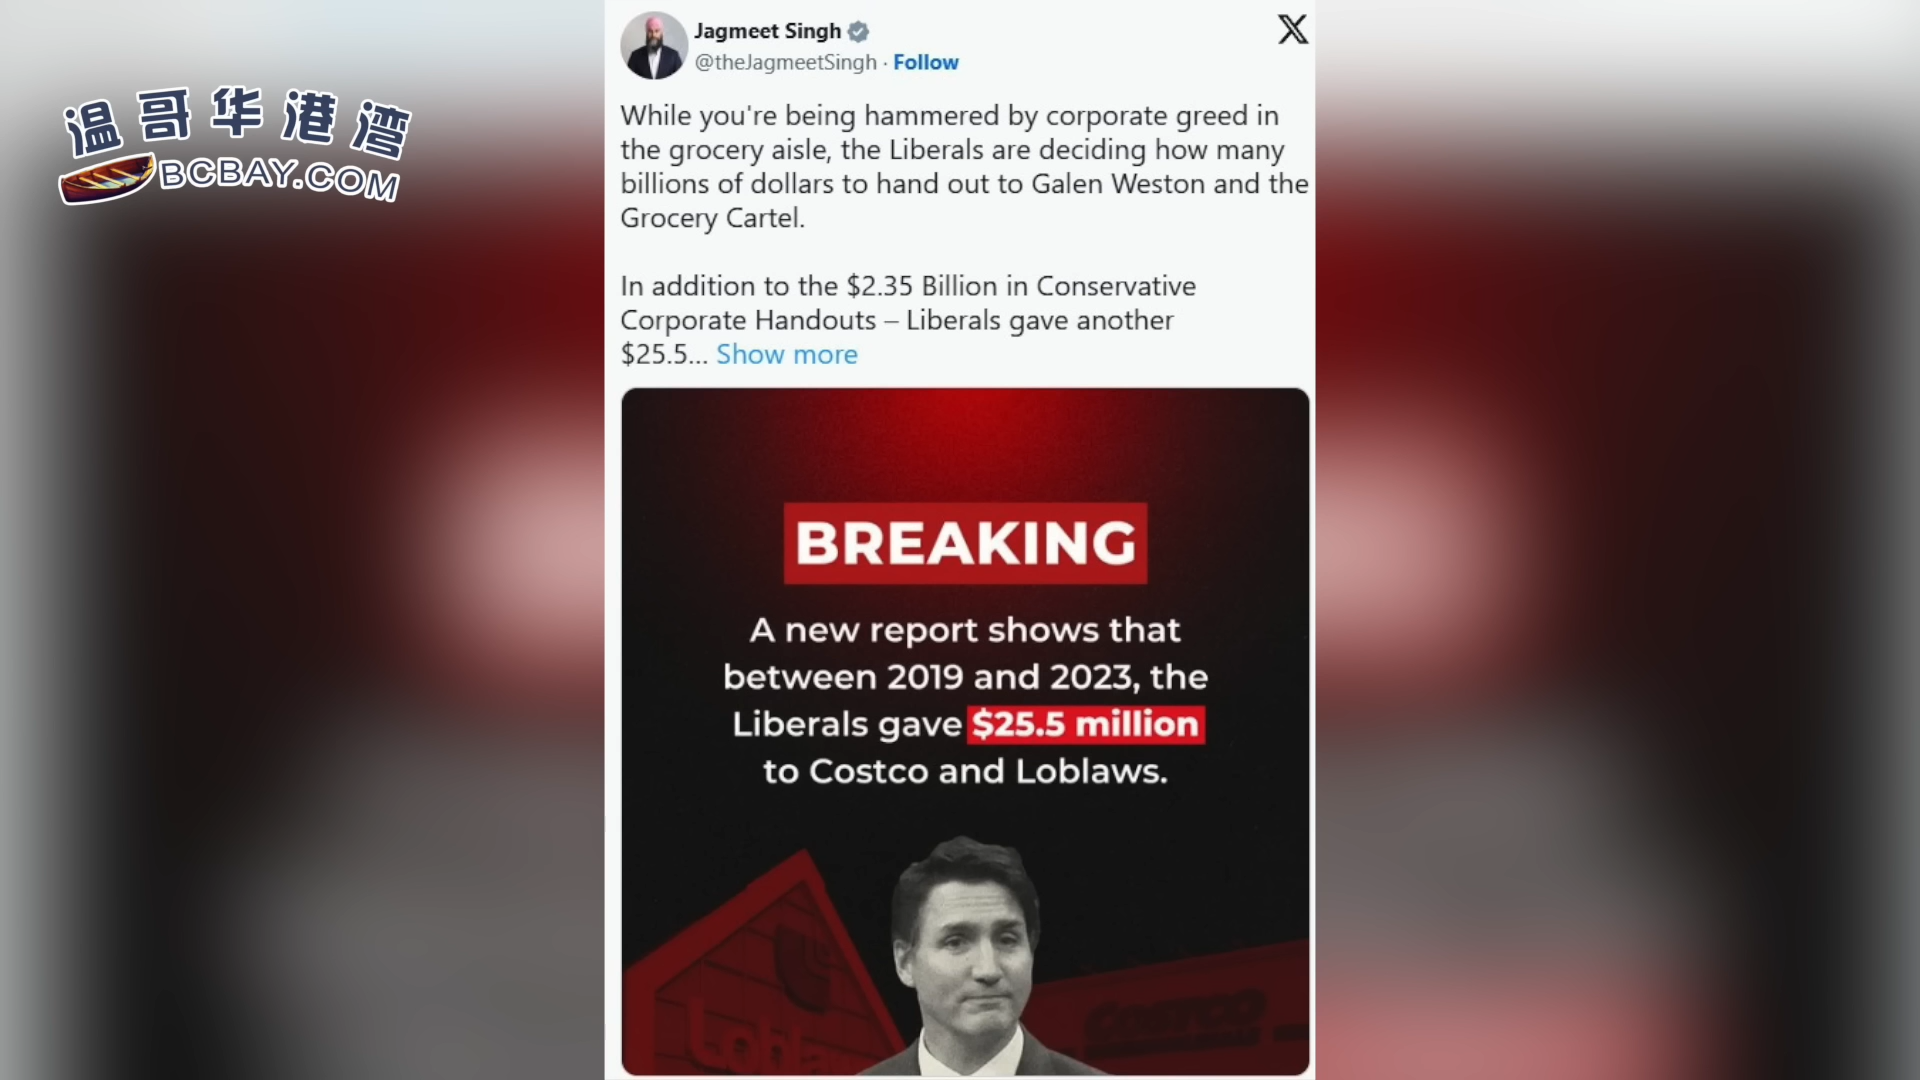 温哥华港湾
BCBAY.COM
Jagmeet Singh
@theJagmeetSingh · Follow
While you're being hammered by corporate greed in
the grocery aisle, the Liberals are deciding how many
billions of dollars to hand out to Galen Weston and the
Grocery Cartel.
In addition to the $2.35 Billion in Conservative
Corporate Handouts – Liberals gave another
$25.5... Show more
BREAKING
A new report shows that
between 2019 and 2023, the
Liberals gave $25.5 million
to Costco and Loblaws.
Loblaws
Costco